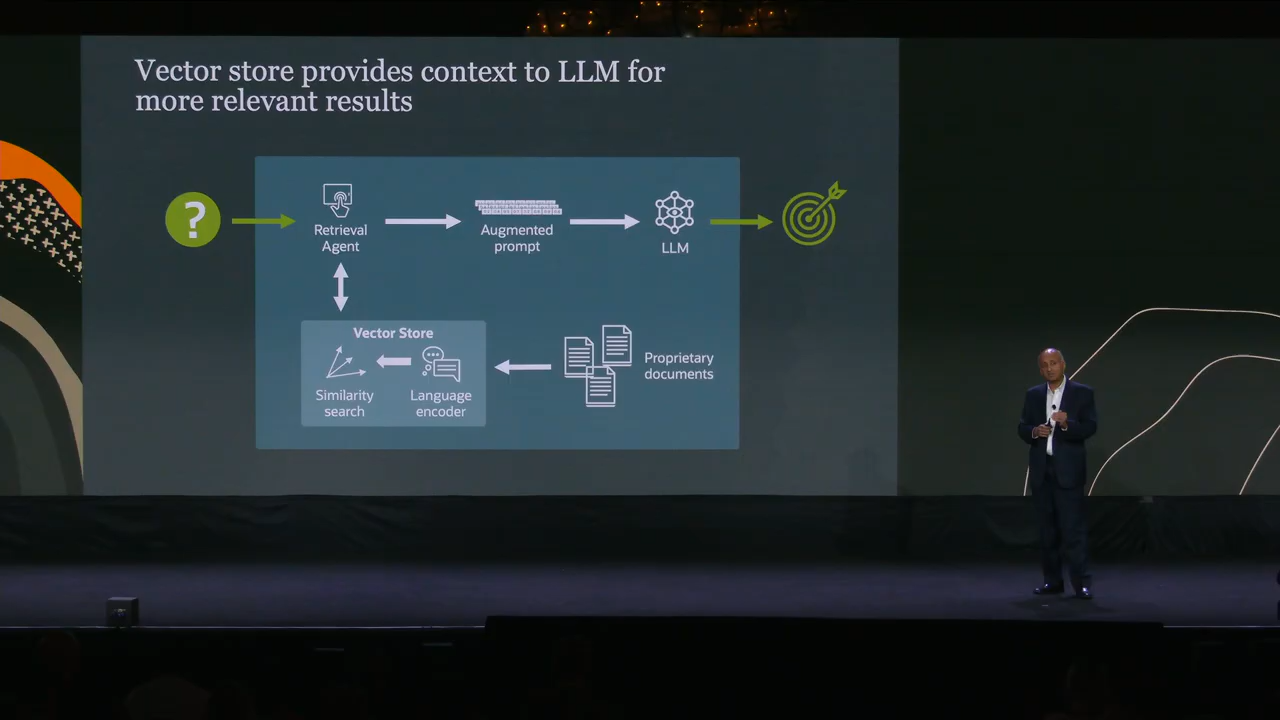 Vector store provides context to LLM for
more relevant results
?
Retrieval
Agent
Augmented
prompt
LLM
Vector Store
Similarity
search
Language
encoder
Proprietary
documents